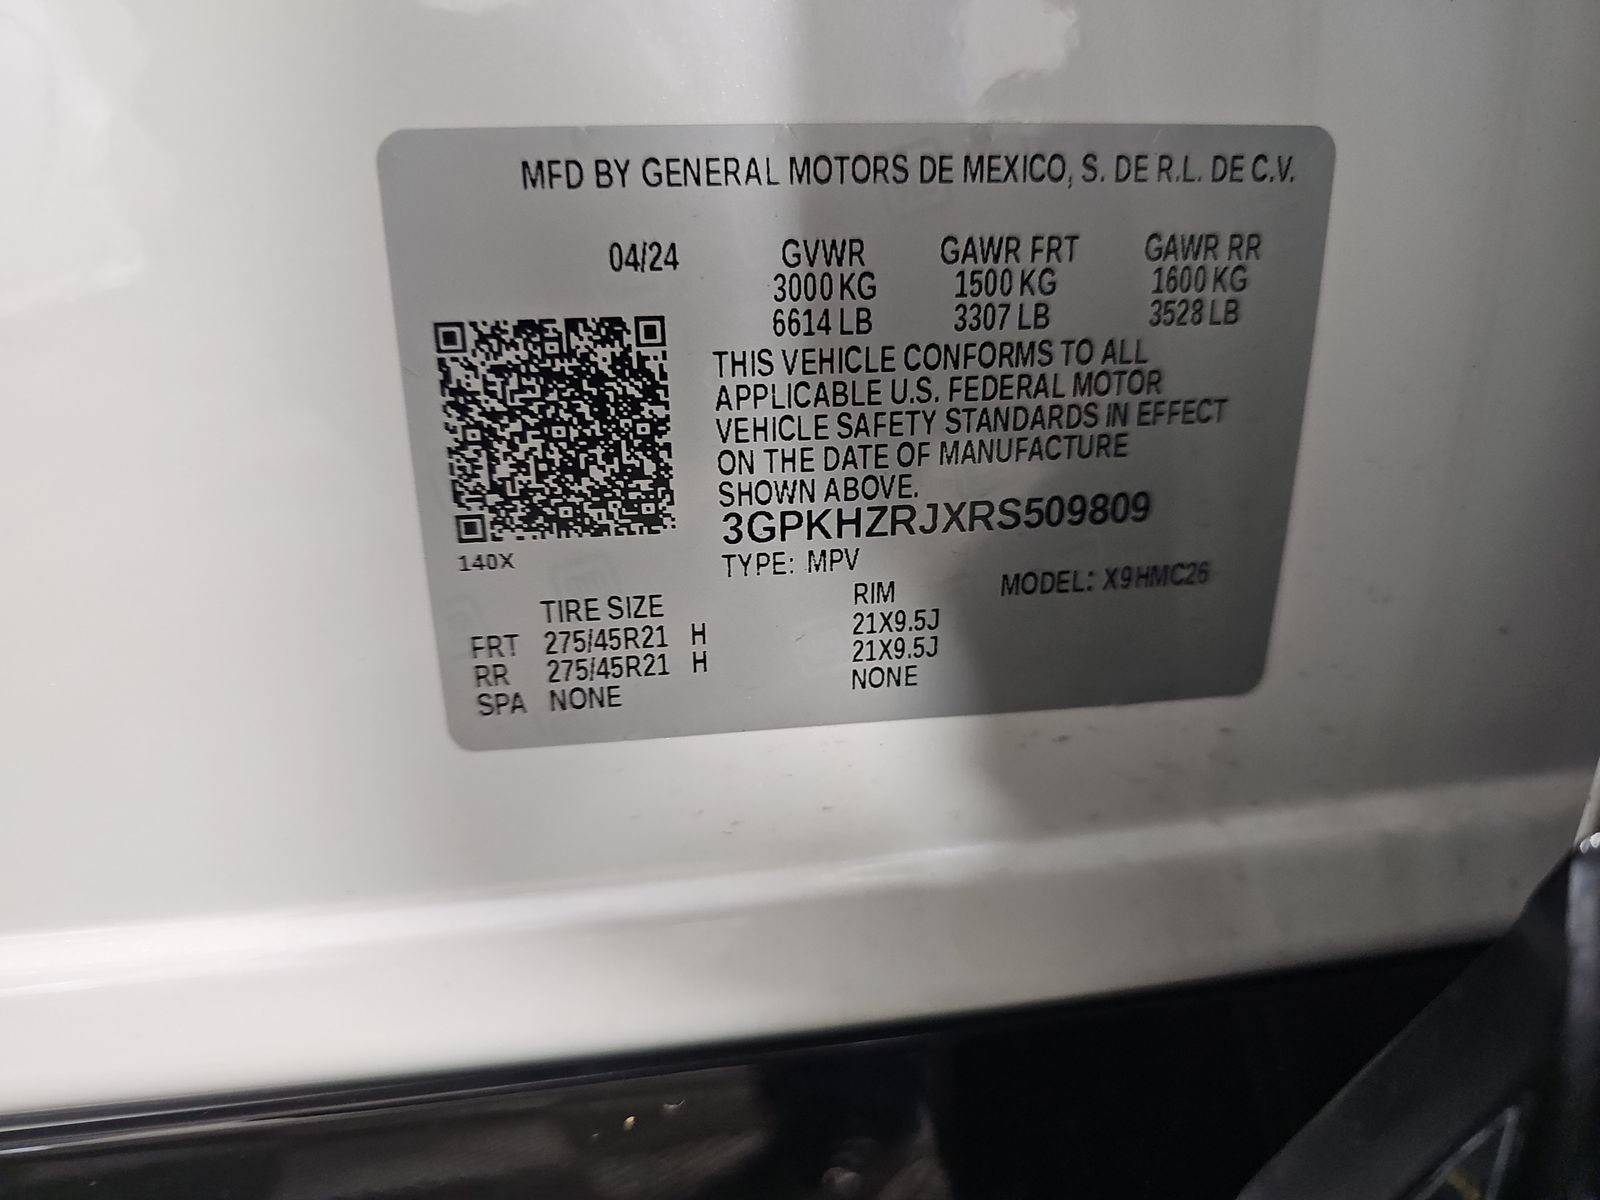 MFD BY GENERAL MOTORS DE MEXICO, S. DE R.L. DE C.V.
04/24 GVWR GAWR FRT GAWR RR
3000 KG 1500 KG 1600 KG
6614 LB 3307 LB 3528 LB
THIS VEHICLE CONFORMS TO ALL
APPLICABLE U.S. FEDERAL MOTOR
VEHICLE SAFETY STANDARDS IN EFFECT
ON THE DATE OF MANUFACTURE
SHOWN ABOVE.
3GPKHZRJXRS509809
140X
TYPE: MPV MODEL: X9HMC26
TIRE SIZE RIM
FRT 275/45R21 H 21X9.5J
RR 275/45R21 H 21X9.5J
SPA NONE NONE